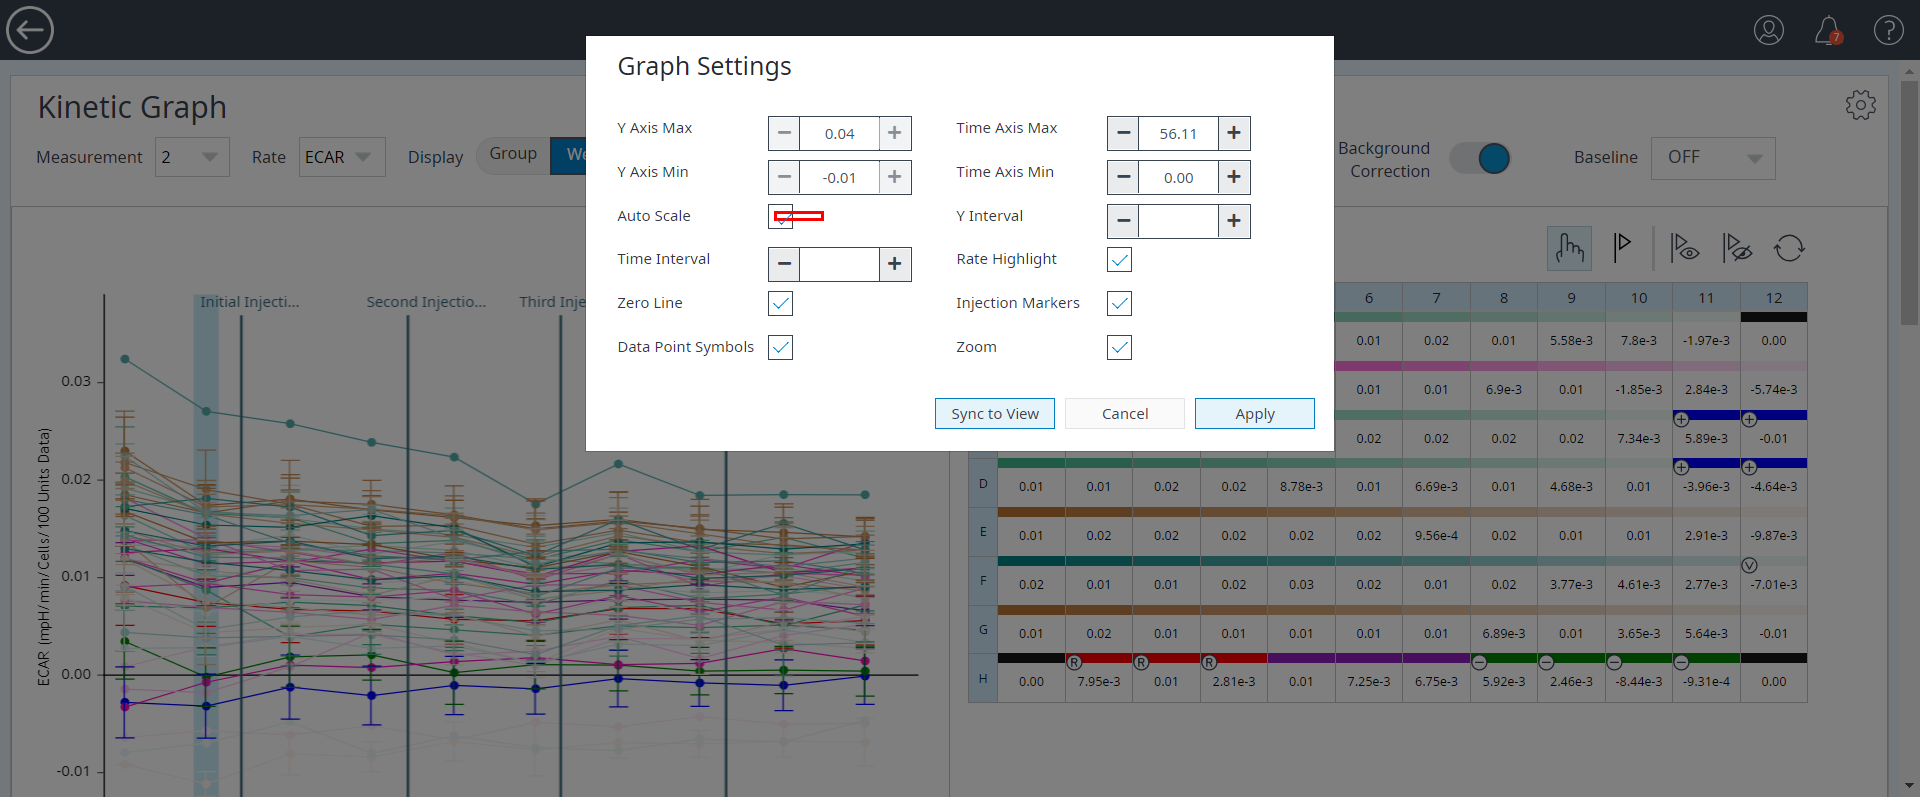 7
Graph Settings
Kinetic Graph
Measurement 2 Rate ECAR Display Group We
Background Correction
Baseline OFF
Y Axis Max 0.04 Time Axis Max 56.11
Y Axis Min -0.01 Time Axis Min 0.00
Auto Scale Y Interval
Time Interval Rate Highlight
Zero Line Injection Markers
Data Point Symbols Zoom
Sync to View Cancel Apply
Initial Injecti... Second Injectio... Third Inje
ECAR (mpH/min/Cells/100 Units Data)
0.03
0.02
0.01
0.00
-0.01
6 7 8 9 10 11 12
0.01 0.02 0.01 5.58e-3 7.8e-3 -1.97e-3 0.00
0.01 0.01 6.9e-3 0.01 -1.85e-3 2.84e-3 -5.74e-3
0.02 0.02 0.02 0.02 7.34e-3 5.89e-3 -0.01
D 0.01 0.01 0.02 0.02 8.78e-3 0.01 6.69e-3 0.01 4.68e-3 0.01 -3.96e-3 -4.64e-3
E 0.01 0.02 0.02 0.02 0.02 0.02 9.56e-4 0.02 0.01 0.01 2.91e-3 -9.87e-3
V
F 0.02 0.01 0.01 0.02 0.03 0.02 0.01 0.02 3.77e-3 4.61e-3 2.77e-3 -7.01e-3
G 0.01 0.02 0.01 0.01 0.01 0.01 0.01 6.89e-3 0.01 3.65e-3 5.64e-3 -0.01
R R R
H 0.00 7.95e-3 0.01 2.81e-3 0.01 7.25e-3 6.75e-3 5.92e-3 2.46e-3 -8.44e-3 -9.31e-4 0.00